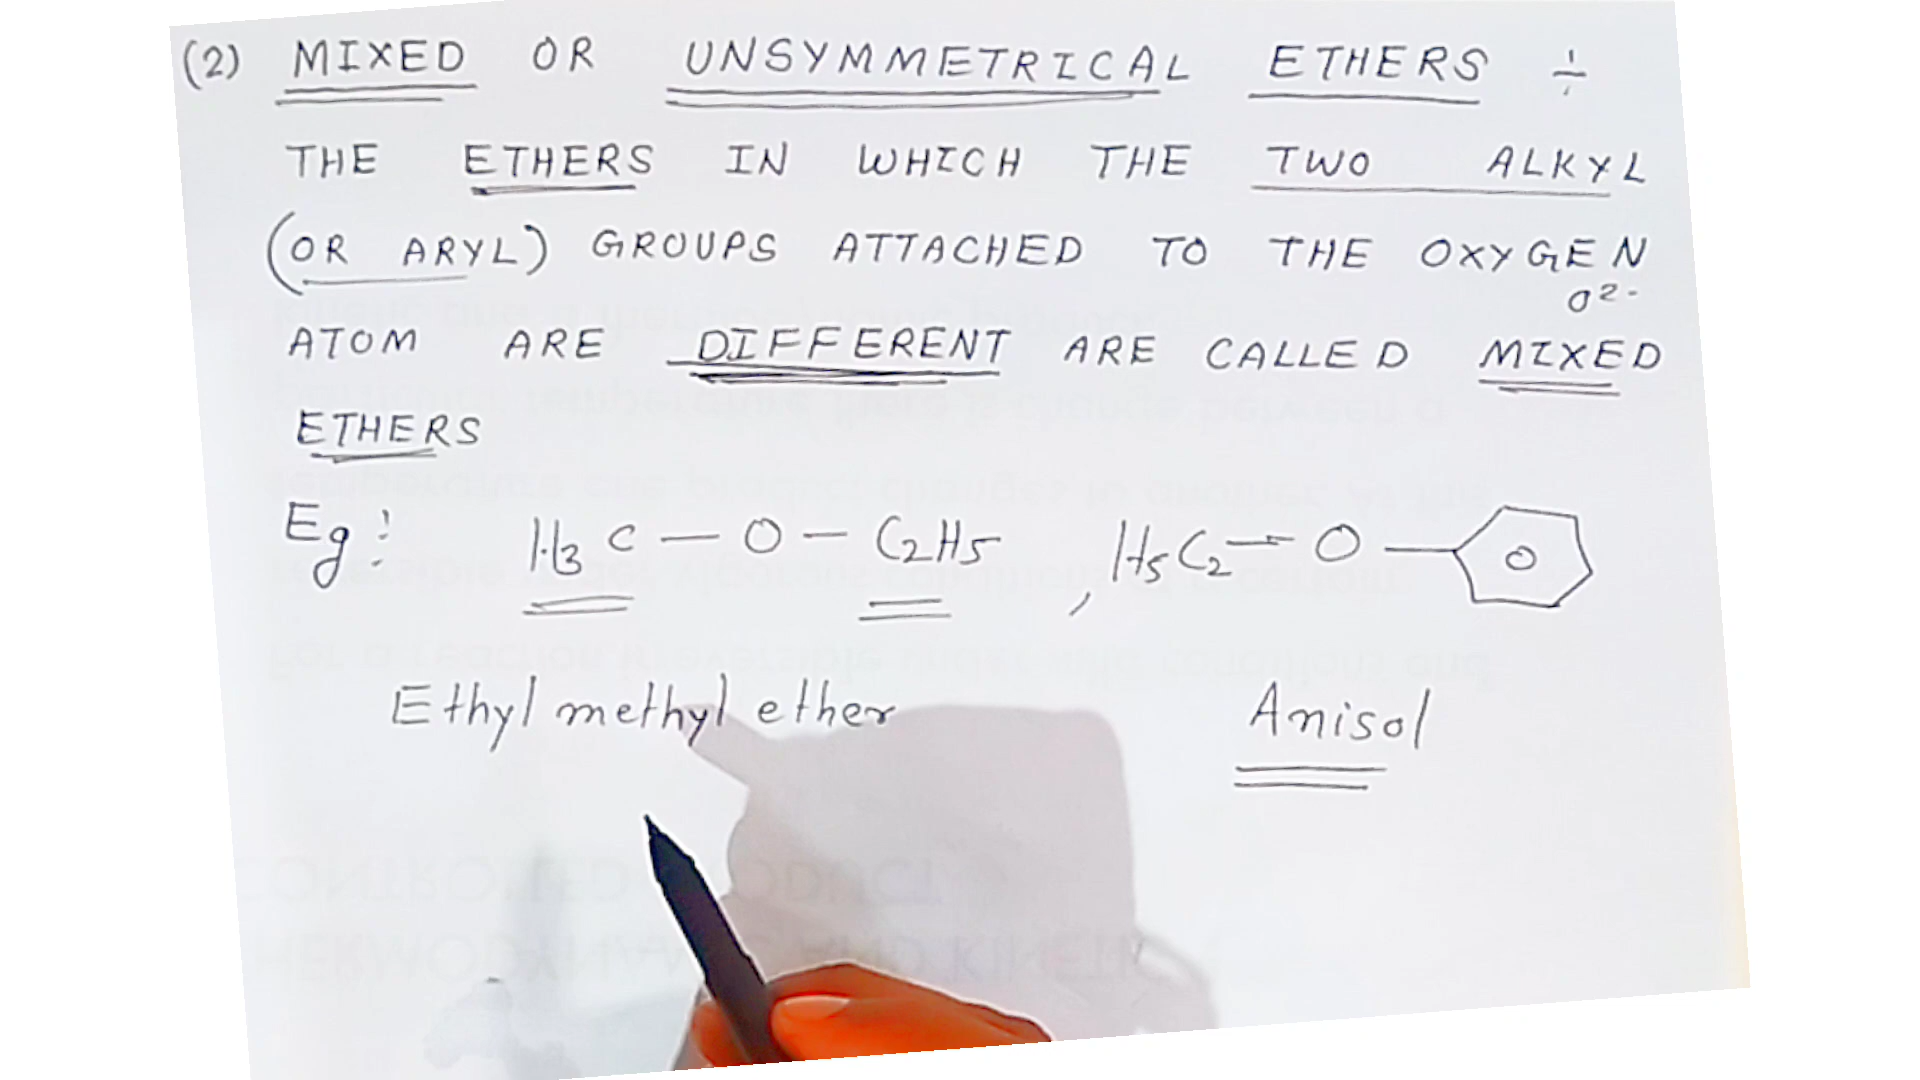 (2) MIXED OR UNSYMMETRICAL ETHERS ÷
THE ETHERS IN WHICH THE TWO ALKYL
(OR ARYL) GROUPS ATTACHED TO THE OXYGEN
O2-
ATOM ARE DIFFERENT ARE CALLED MIXED
ETHERS
Eg: H3C — O — C2H5 , H5C2 — O —
Ethyl methyl ether Anisol